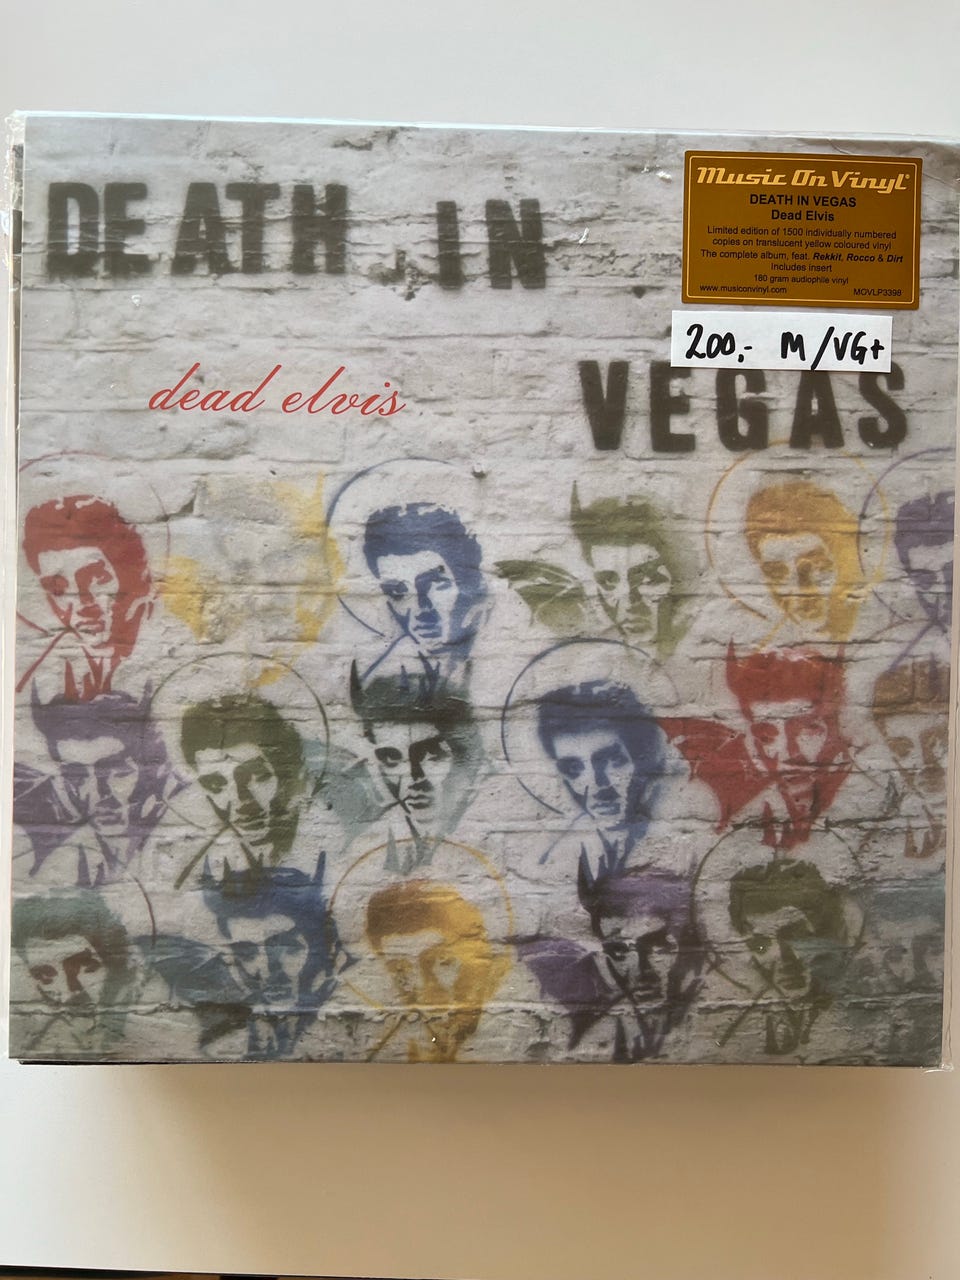 DEATH IN
VEGAS
dead elvis
Music On Vinyl®
DEATH IN VEGAS
Dead Elvis
Limited edition of 1500 individually numbered
copies on translucent yellow coloured vinyl
The complete album, feat. Rekkit, Rocco & Dirt
Includes insert
180 gram audiophile vinyl
www.musiconvinyl.com MOVLP3398
200,- M/VG+